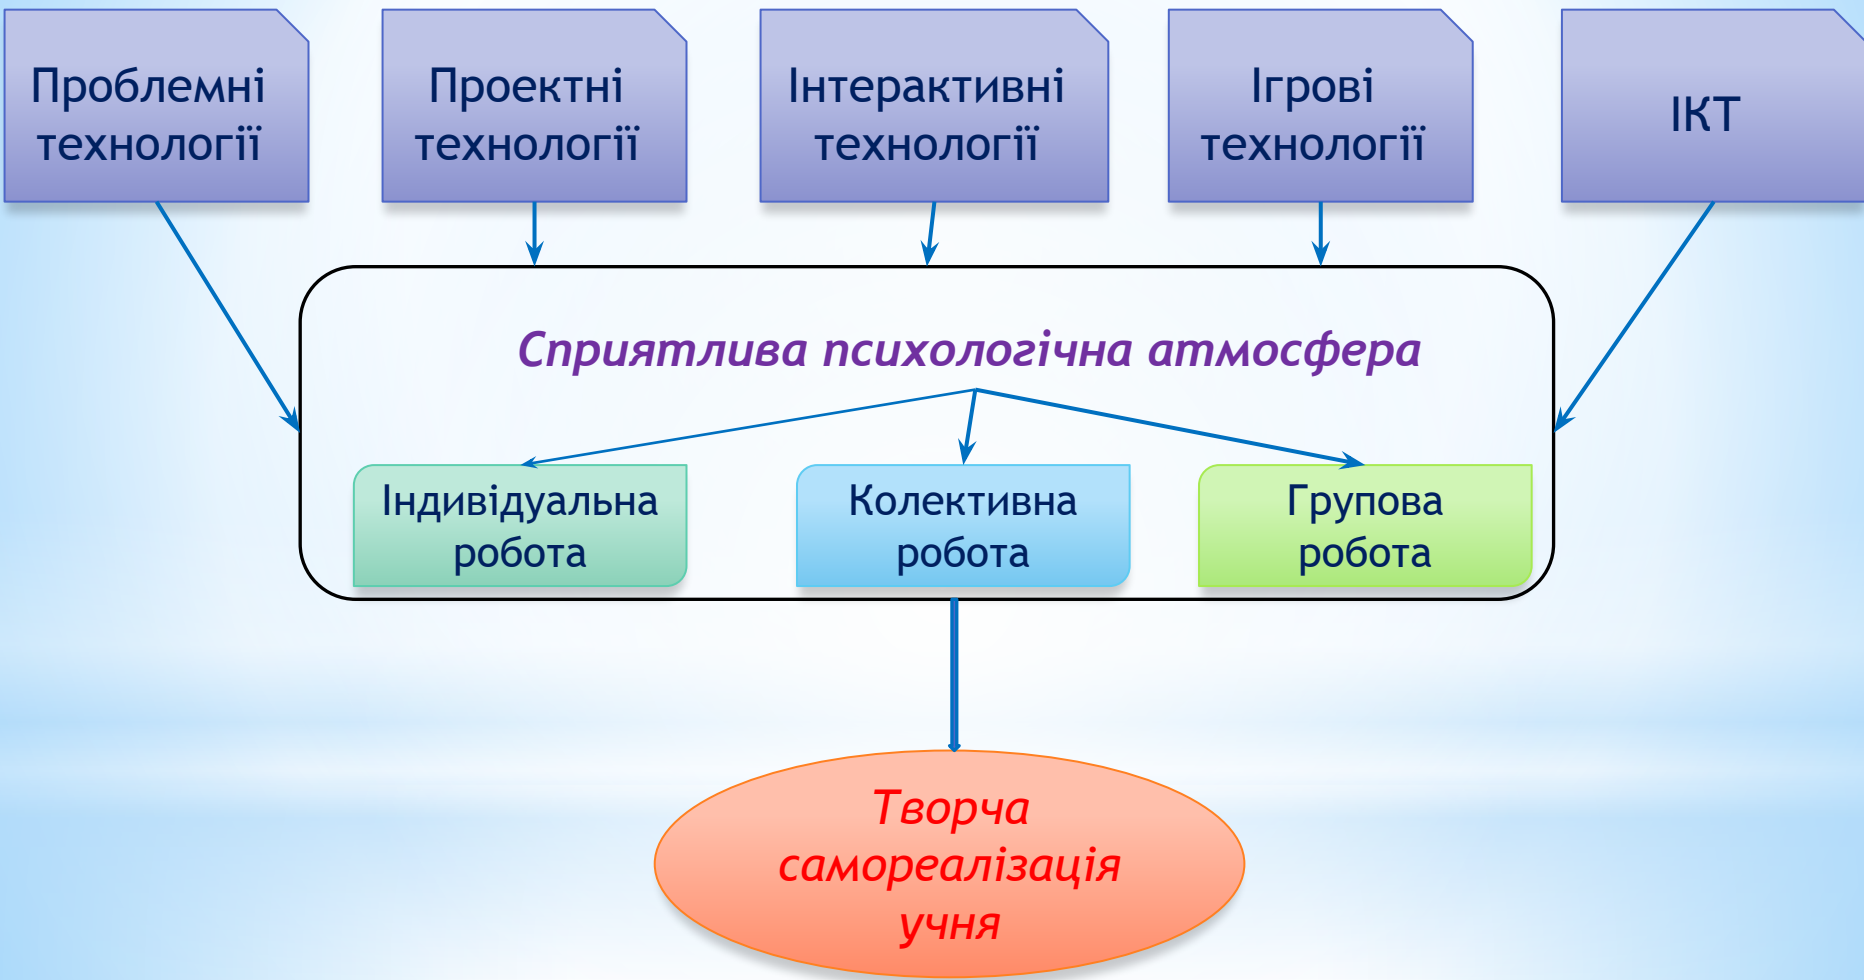 Проблемні
технології
Проектні
технології
Інтерактивні
технології
Ігрові
технології
ІКТ
Сприятлива психологічна атмосфера
Індивідуальна
робота
Колективна
робота
Групова
робота
Творча
самореалізація
учня